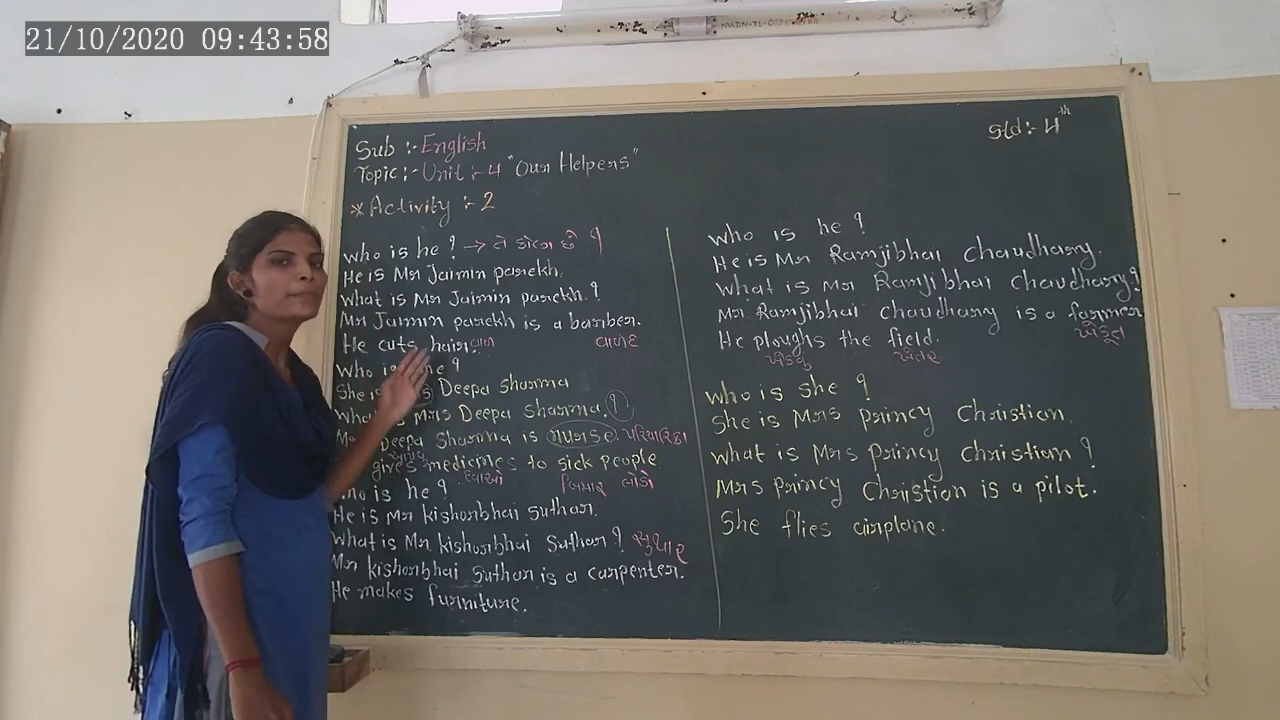 21/10/2020 09:43:58
Std :- 4th
Sub :- English
Topic :- Unit :- 4 "Our Helpers"
* Activity :- 2
Who is he ? → તે કોણ છે ?
He is Mr Jaimin parekh.
What is Mr Jaimin parekh ?
Mr Jaimin parekh is a barber.
વાળંદ
He cuts hair. વાળ
Who is she ?
She is Deepa Sharma
What is Mrs Deepa Sharma ?
Deepa Sharma is nurse. પરિચારિકા
gives medicines to sick people.
દવાઓ બિમાર લોકો
Who is he ?
He is Mr kishorbhai Suthar.
What is Mr. kishorbhai Suthar ? સુથાર
Mr kishorbhai Suthar is a carpenter.
He makes furniture.
Who is he ?
He is Mr Ramjibhai Chaudhary.
What is Mr Ramjibhai Chaudhary ?
Mr Ramjibhai Chaudhary is a farmer
ખેડૂત
He ploughs the field.
ખેડવું ખેતર
Who is she ?
She is Mrs princy Christian
What is Mrs princy Christian ?
Mrs princy Christian is a pilot.
She flies airplane.